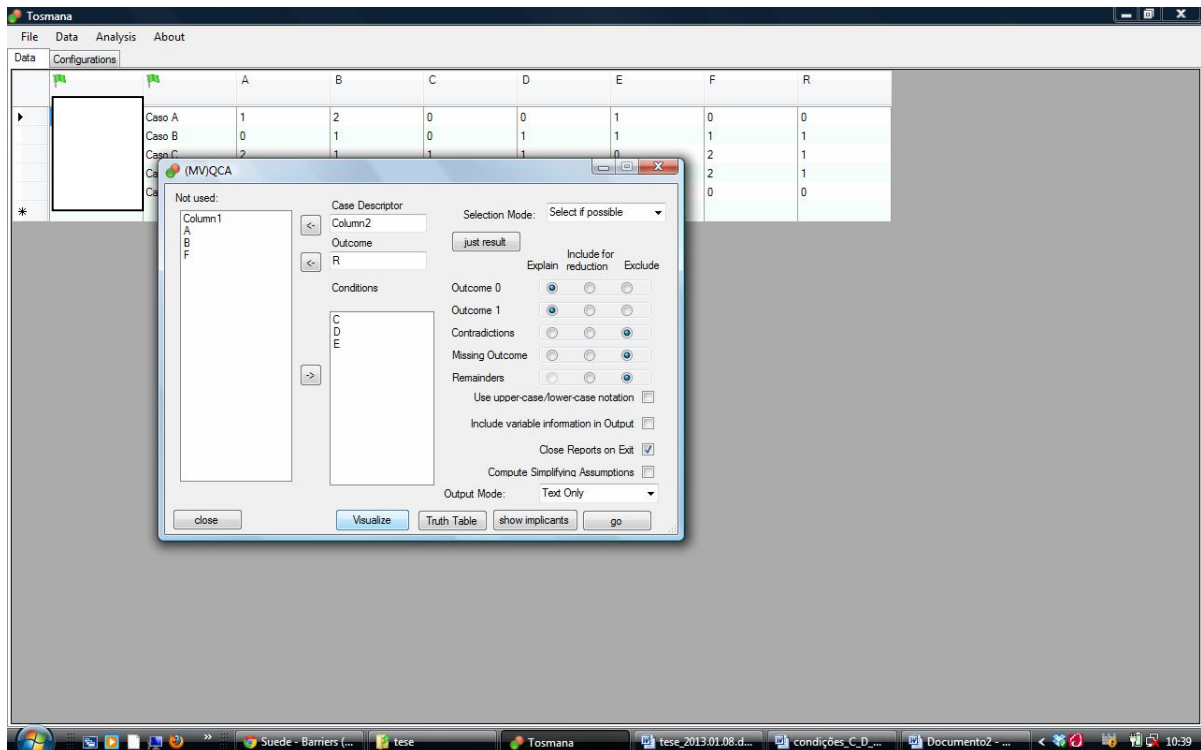 Tosmana
File Data Analysis About
Data Configurations
A B C D E F R
Caso A 1 2 0 0 1 0 0
Caso B 0 1 0 1 1 1 1
Caso C 2 1 1 1 0 2 1
Ca 2 1
Ca 0 0
(MV)QCA
Not used:
Column1
A
B
F
<-
<-
->
Case Descriptor
Column2
Outcome
R
Conditions
C
D
E
Selection Mode: Select if possible
just result
Explain Include for reduction Exclude
Outcome 0
Outcome 1
Contradictions
Missing Outcome
Remainders
Use upper-case/lower-case notation
Include variable information in Output
Close Reports on Exit
Compute Simplifying Assumptions
Output Mode: Text Only
close Visualize Truth Table show implicants go
Suede - Barriers (... tese Tosmana tese_2013.01.08.d... condições_C_D_... Documento2 - ... 10:39